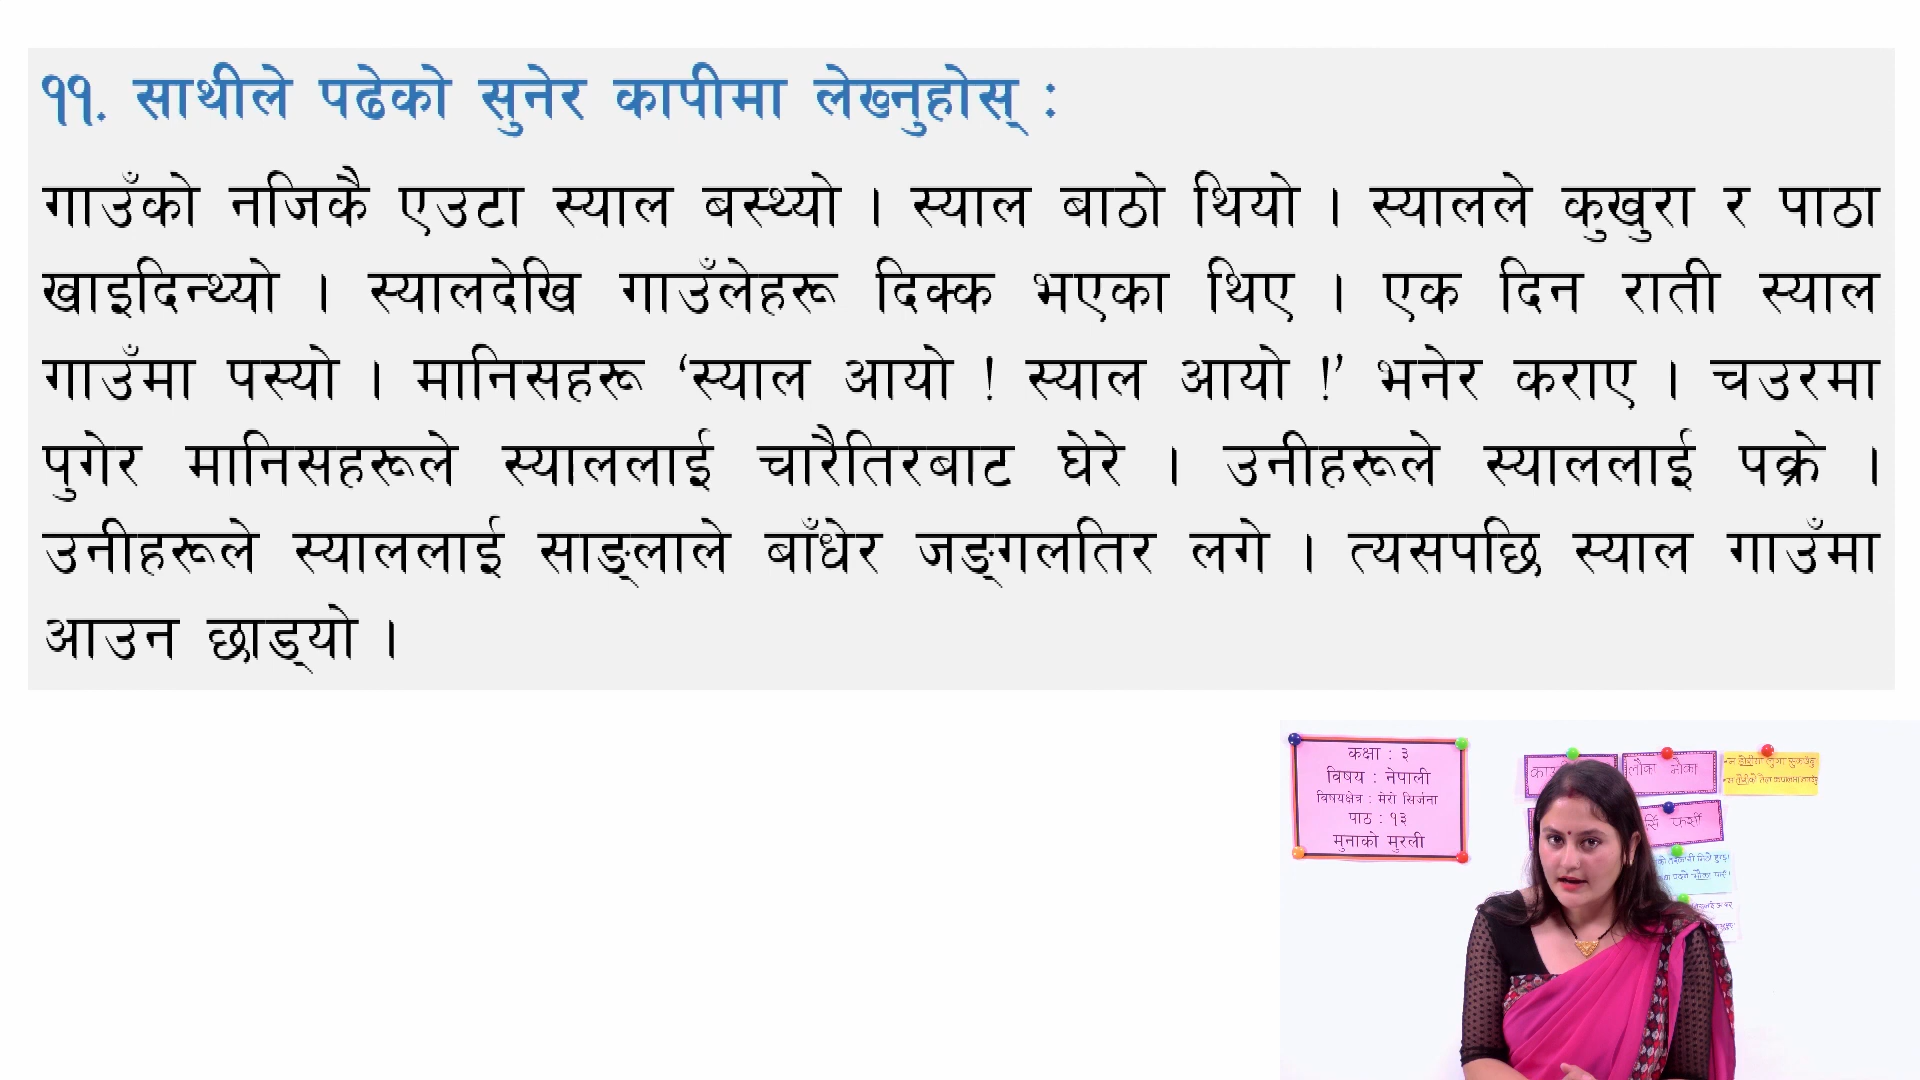 ११. साथीले पढेको सुनेर कापीमा लेख्नुहोस् :
गाउँको नजिकै एउटा स्याल बस्थ्यो । स्याल बाठो थियो । स्यालले कुखुरा र पाठा
खाइदिन्थ्यो । स्यालदेखि गाउँलेहरू दिक्क भएका थिए । एक दिन राती स्याल
गाउँमा पस्यो । मानिसहरू ‘स्याल आयो ! स्याल आयो !’ भनेर कराए । चउरमा
पुगेर मानिसहरूले स्याललाई चारैतिरबाट घेरे । उनीहरूले स्याललाई पक्रे ।
उनीहरूले स्याललाई साङ्लाले बाँधेर जङ्गलतिर लगे । त्यसपछि स्याल गाउँमा
आउन छाड्यो ।
कक्षा : ३
विषय : नेपाली
विषयक्षेत्र : मेरो सिर्जना
पाठ : १३
मुनाको मुरली
लौका मौका
फर्सी